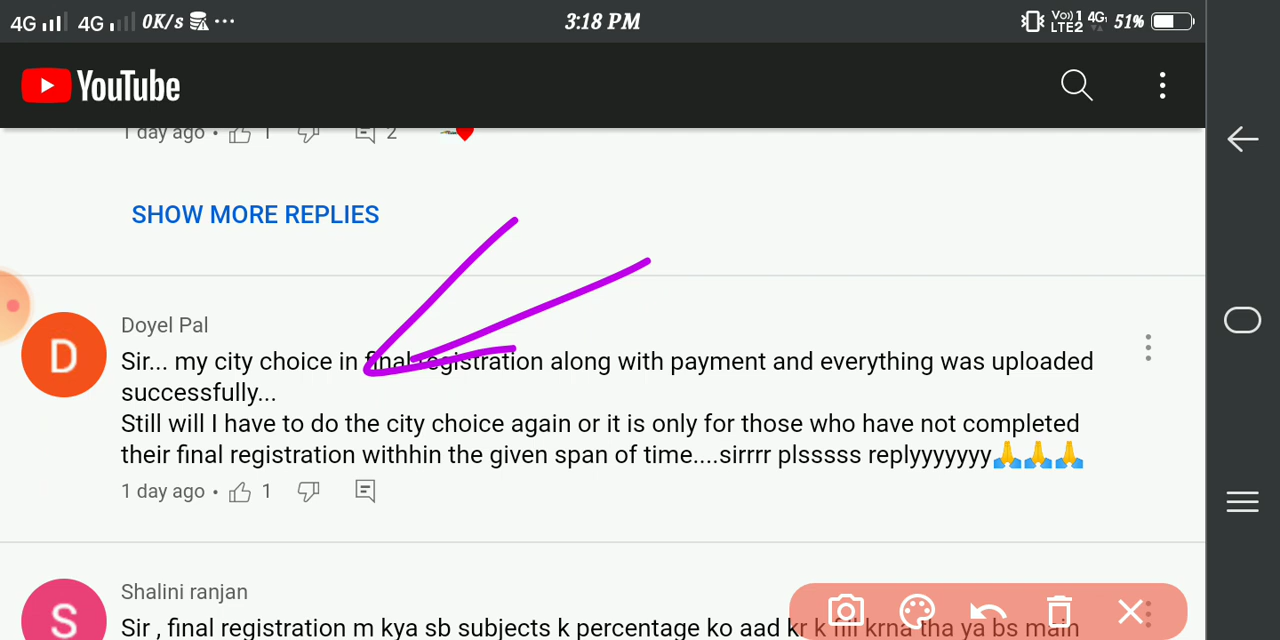 4G 4G 0K/s ... 3:18 PM Vo) 1 LTE2 4G 51%
YouTube
1 day ago • 1 2
SHOW MORE REPLIES
Doyel Pal
Sir... my city choice in final registration along with payment and everything was uploaded
successfully...
Still will I have to do the city choice again or it is only for those who have not completed
their final registration withhin the given span of time....sirrrr plsssss replyyyyyyy🙏🙏🙏
1 day ago • 1
D
Shalini ranjan
Sir , final registration m kya sb subjects k percentage ko aad kr k fill krna tha ya bs main
S